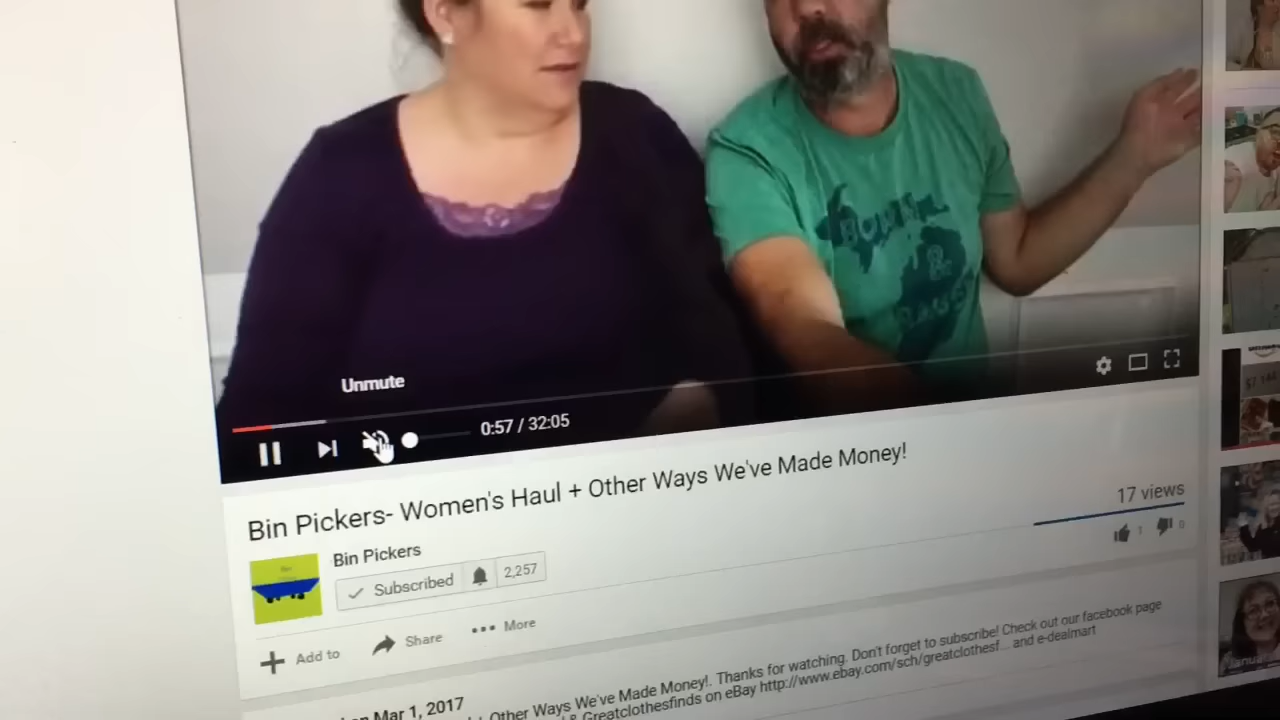 Unmute
0:57 / 32:05
Bin Pickers- Women's Haul + Other Ways We've Made Money!
17 views
Bin Pickers
1
0
Subscribed
2,257
Add to
Share
More
on Mar 1, 2017
Other Ways We've Made Money!. Thanks for watching. Don't forget to subscribe! Check out our facebook page
& Greatclothesfinds on eBay http://www.ebay.com/sch/greatclothesf... and e-dealmart